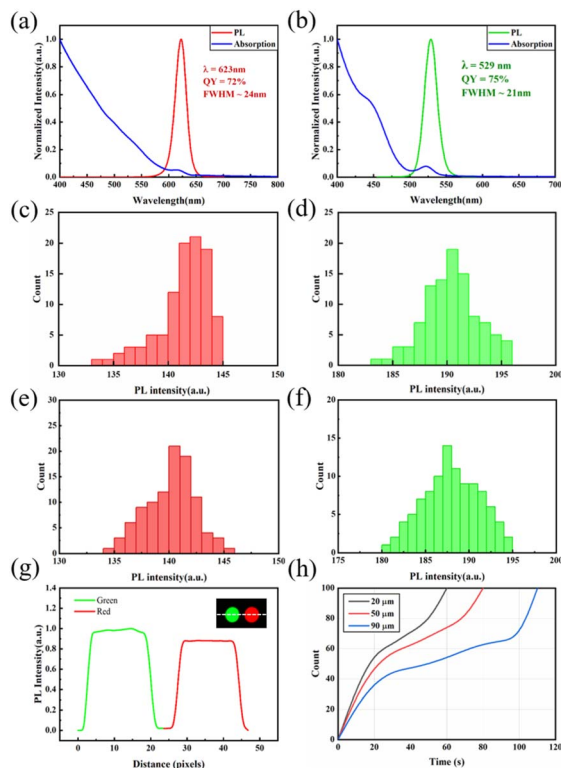 (a)
PL
Absorption
λ = 623nm
QY = 72%
FWHM ~ 24nm
Normalized Intensity(a.u.)
1.0
0.8
0.6
0.4
0.2
0.0
400 450 500 550 600 650 700 750 800
Wavelength(nm)
(b)
PL
Absorption
λ = 529 nm
QY = 75%
FWHM ~ 21nm
Normalized Intensity(a.u.)
1.0
0.8
0.6
0.4
0.2
0.0
400 450 500 550 600 650 700
Wavelength(nm)
(c)
Count
25
20
15
10
5
0
130 135 140 145 150
PL intensity(a.u.)
(d)
Count
25
20
15
10
5
0
180 185 190 195 200
PL intensity(a.u.)
(e)
Count
30
25
20
15
10
5
0
130 135 140 145 150
PL intensity(a.u.)
(f)
Count
20
15
10
5
0
175 180 185 190 195 200
PL intensity(a.u.)
(g)
Green
Red
PL Intensity(a.u.)
1.4
1.2
1.0
0.8
0.6
0.4
0.2
0.0
0 10 20 30 40 50
Distance (pixels)
(h)
20 μm
50 μm
90 μm
Count
100
80
60
40
20
0
0 20 40 60 80 100 120
Time (s)